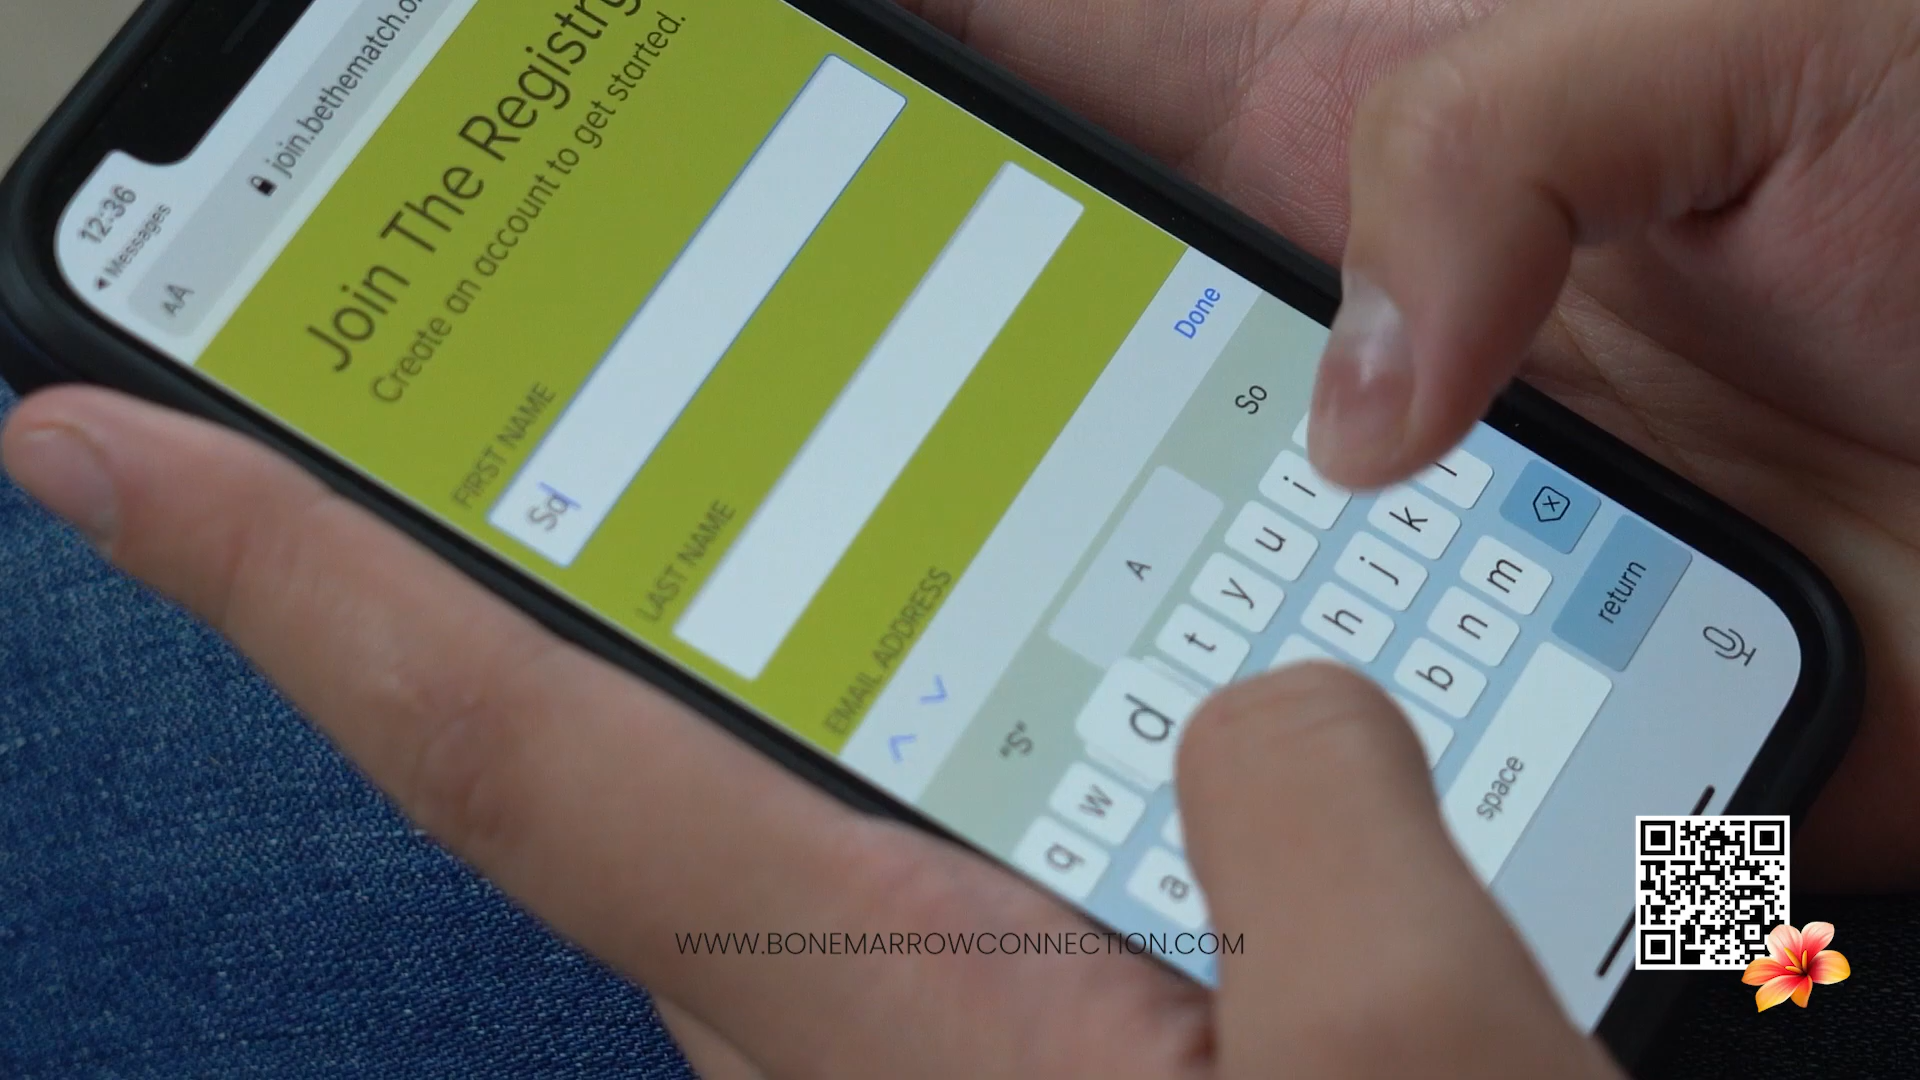 12:36
Messages
AA
join.bethematch.o
Join The Registry
Create an account to get started.
FIRST NAME
Sd
LAST NAME
EMAIL ADDRESS
Done
"S"
A
So
q w d t y u i
a h j k l
b n m
space
return
WWW.BONEMARROWCONNECTION.COM